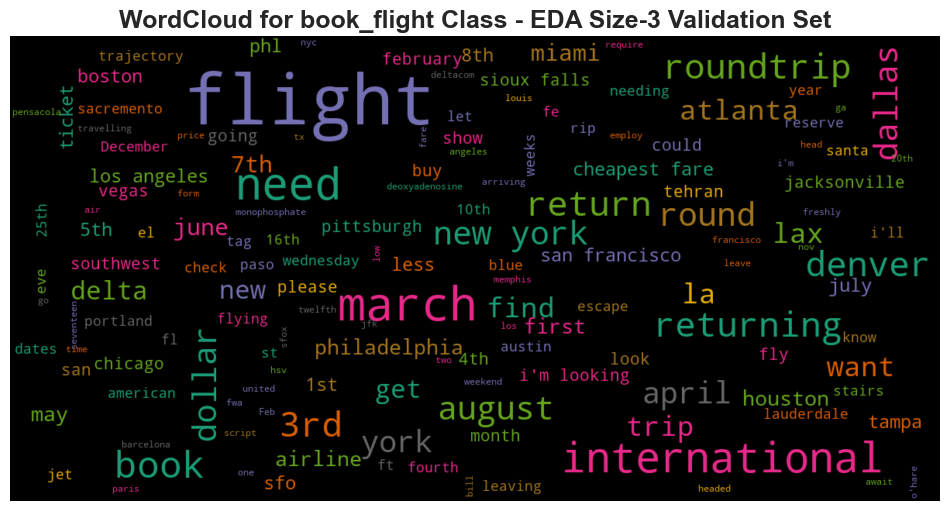 WordCloud for book_flight Class - EDA Size-3 Validation Set
trajectory phl february 8th miami require nyc
boston deltacom sioux falls roundtrip dallas
pensacola sacremento ticket flight louis needing atlanta year
travelling going let fe ga reserve
December price tx fare show weeks rip could head santa 20th
los angeles 7th buy angeles cheapest fare employ i'm
vegas form need deoxyadenosine arriving tehran jacksonville
25th air monophosphate 10th return round freshly
5th el june pittsburgh new york lax nov i'll
tag 16th san francisco francisco
southwest check paso wednesday low less blue leave denver
eve delta new please memphis la july
go march find escape
portland seventeen flying twelfth jfk los first returning know
dates time fl sfox philadelphia austin
chicago st two 4th look fly
san hsv i'm looking want
american dollar united 1st get weekend april houston stairs
may fwa Feb august lauderdale
script month trip tampa
barcelona 3rd york
book airline ft fourth international
jet one sfo bill leaving headed await o'hare
paris